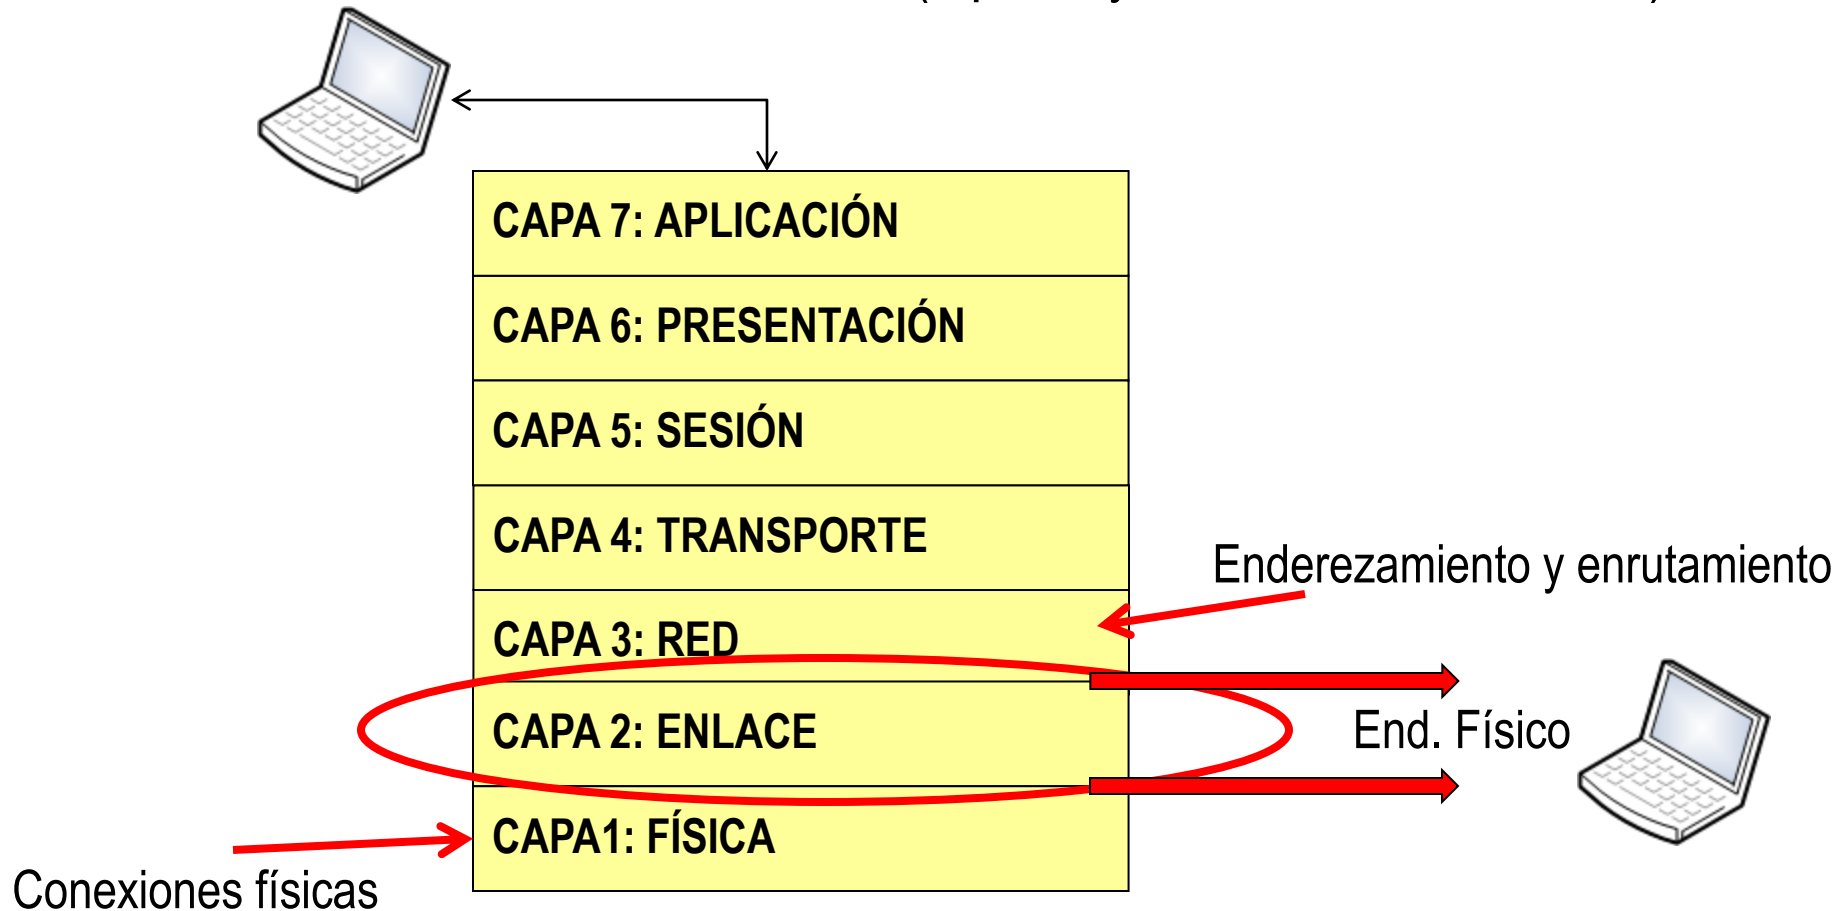 CAPA 7: APLICACIÓN
CAPA 6: PRESENTACIÓN
CAPA 5: SESIÓN
CAPA 4: TRANSPORTE
Enderezamiento y enrutamiento
CAPA 3: RED
CAPA 2: ENLACE
End. Físico
CAPA1: FÍSICA
Conexiones físicas